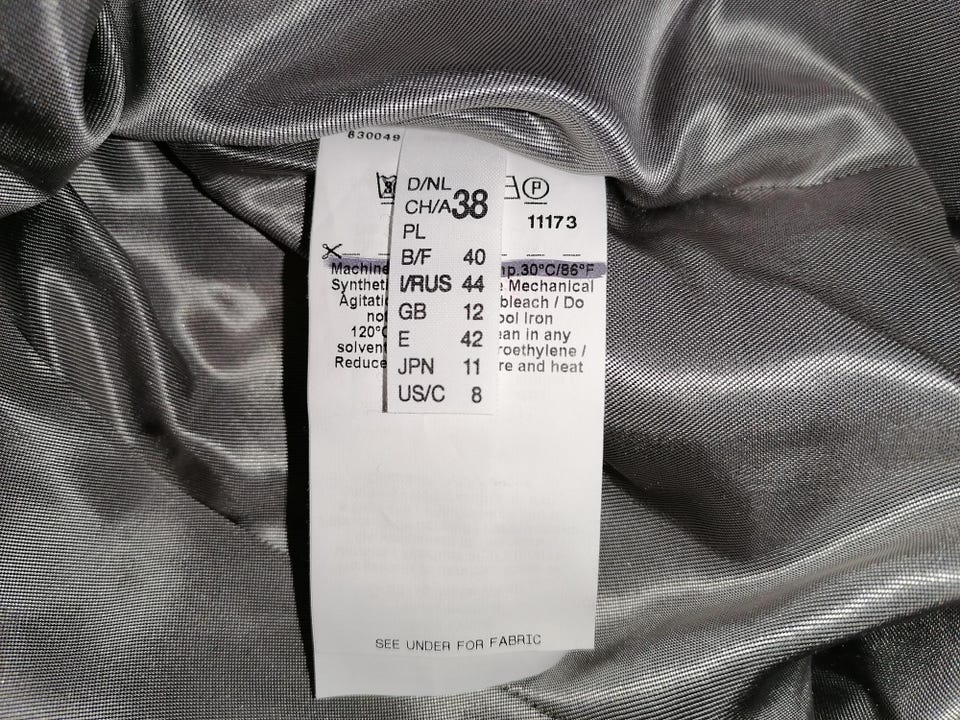 830049
D/NL
CH/A 38
PL
B/F 40
I/RUS 44
GB 12
E 42
JPN 11
US/C 8
P
11173
Machine mp.30°C/86°F
Syntheti e Mechanical
Agitatio bleach / Do
no ool Iron
120°C ean in any
solvent roethylene /
Reduce re and heat
SEE UNDER FOR FABRIC